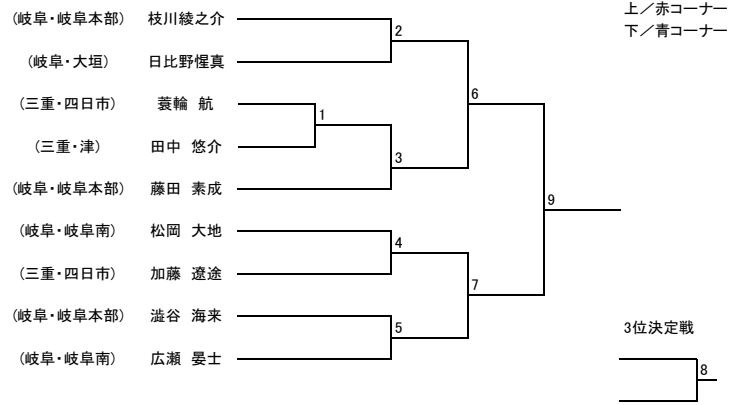 上／赤コーナー
下／青コーナー
(岐阜・岐阜本部) 枝川綾之介
2
(岐阜・大垣) 日比野惺真
6
(三重・四日市) 蓑輪 航
1
(三重・津) 田中 悠介
3
(岐阜・岐阜本部) 藤田 素成
9
(岐阜・岐阜南) 松岡 大地
4
(三重・四日市) 加藤 遼途
7
(岐阜・岐阜本部) 澁谷 海来
5
3位決定戦
(岐阜・岐阜南) 広瀬 晏士
8